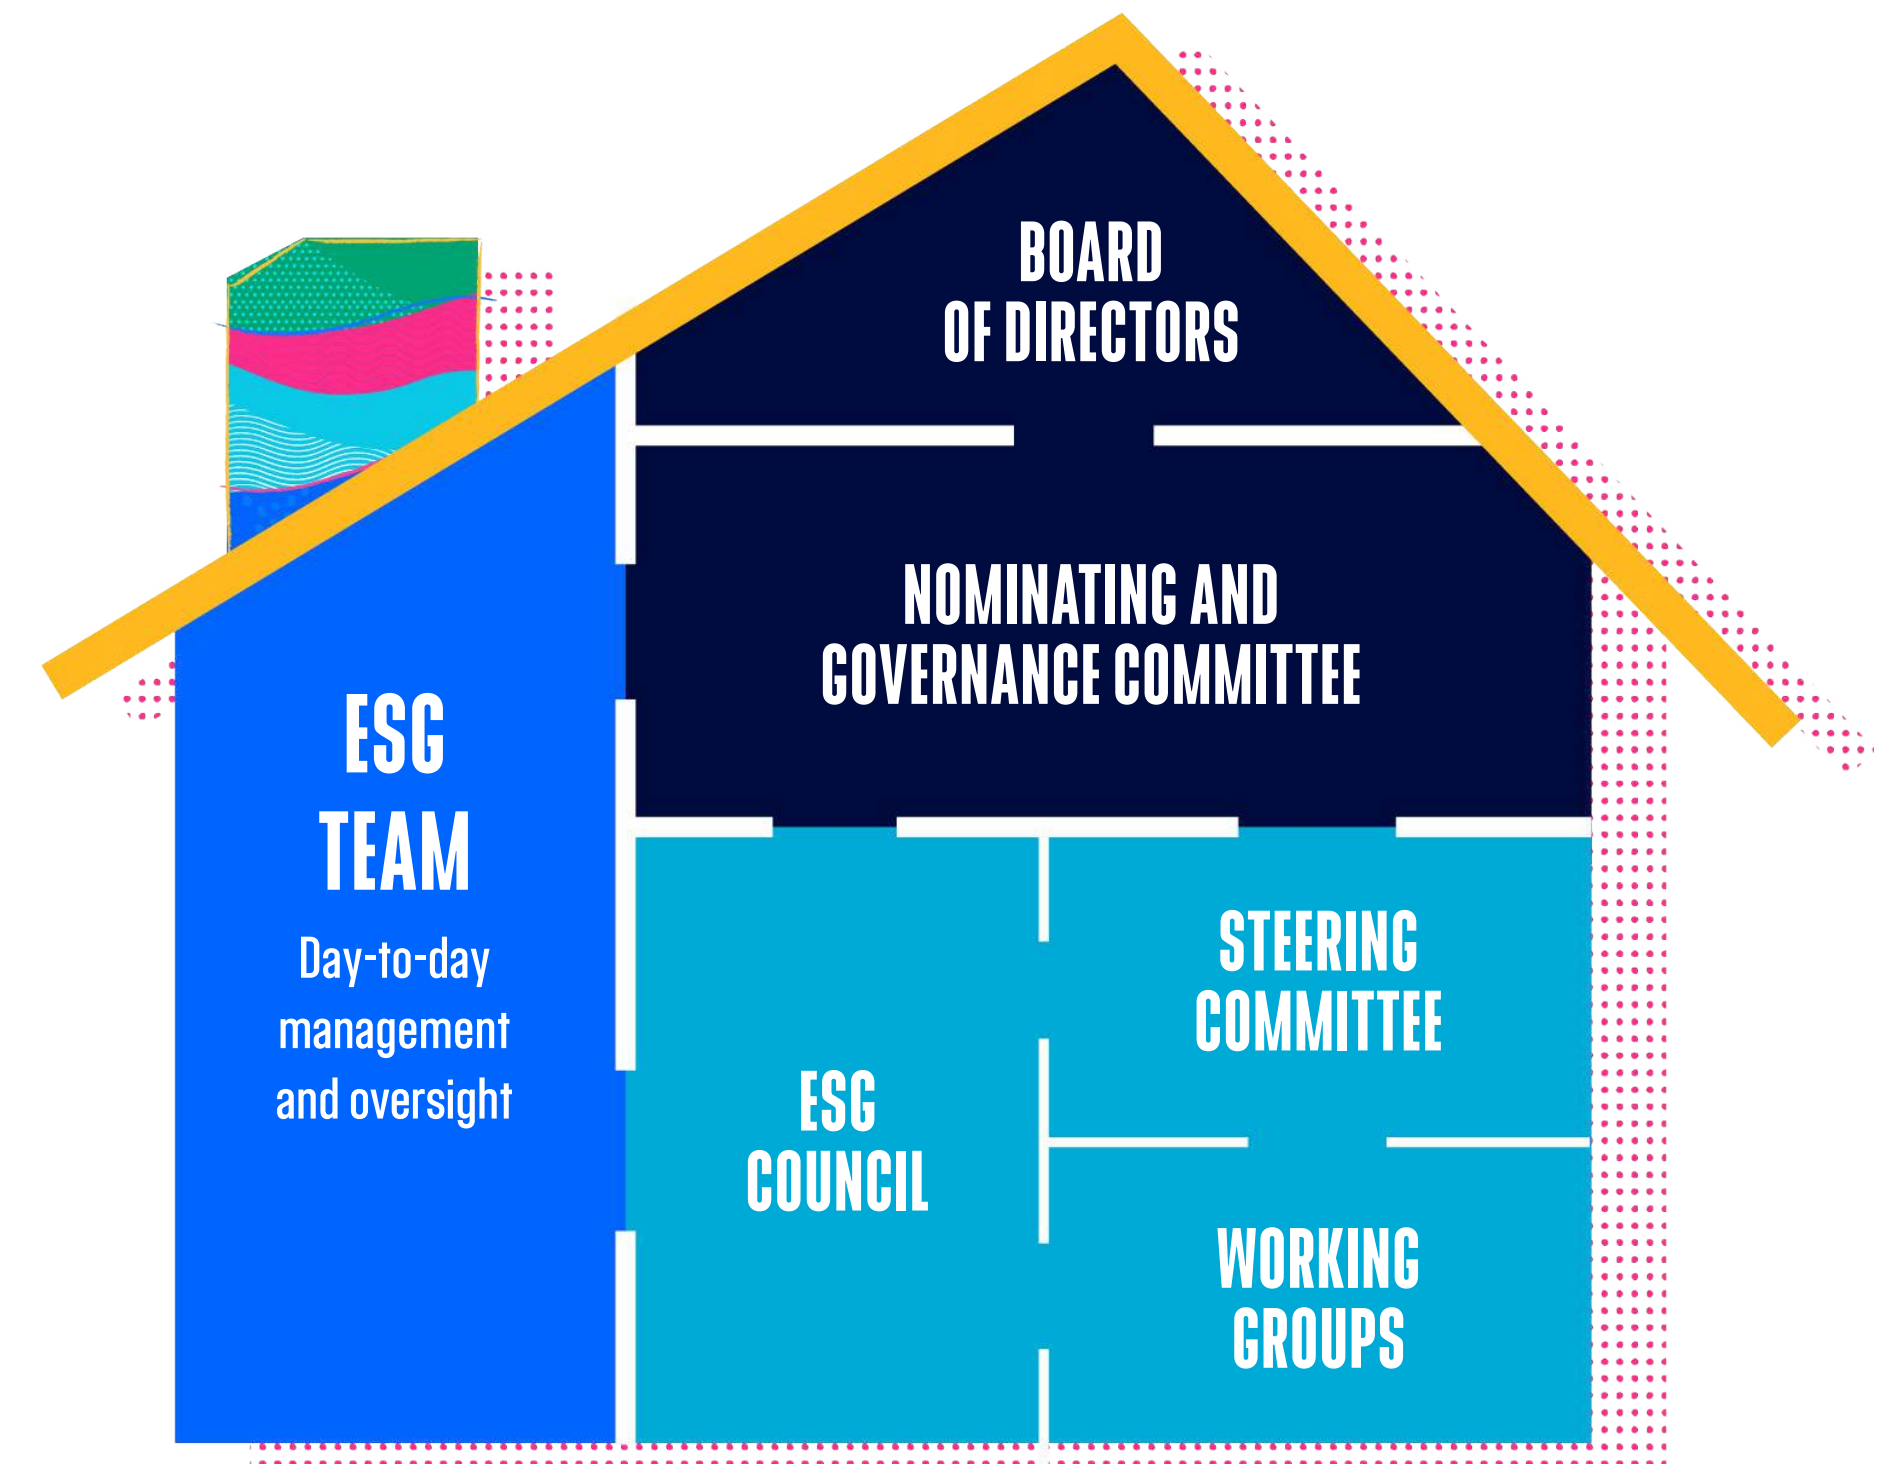 BOARD
OF DIRECTORS
NOMINATING AND
GOVERNANCE COMMITTEE
ESG
TEAM
Day-to-day
management
and oversight
ESG
COUNCIL
STEERING
COMMITTEE
WORKING
GROUPS